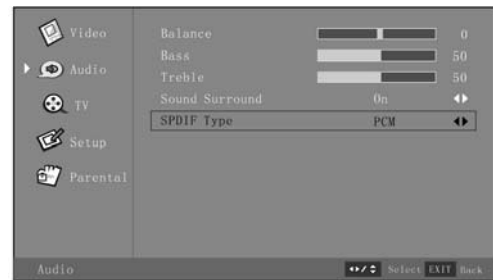 Video
Audio
TV
Setup
Parental
Balance 0
Bass 50
Treble 50
Sound Surround On
SPDIF Type PCM
Audio
Select EXIT Back